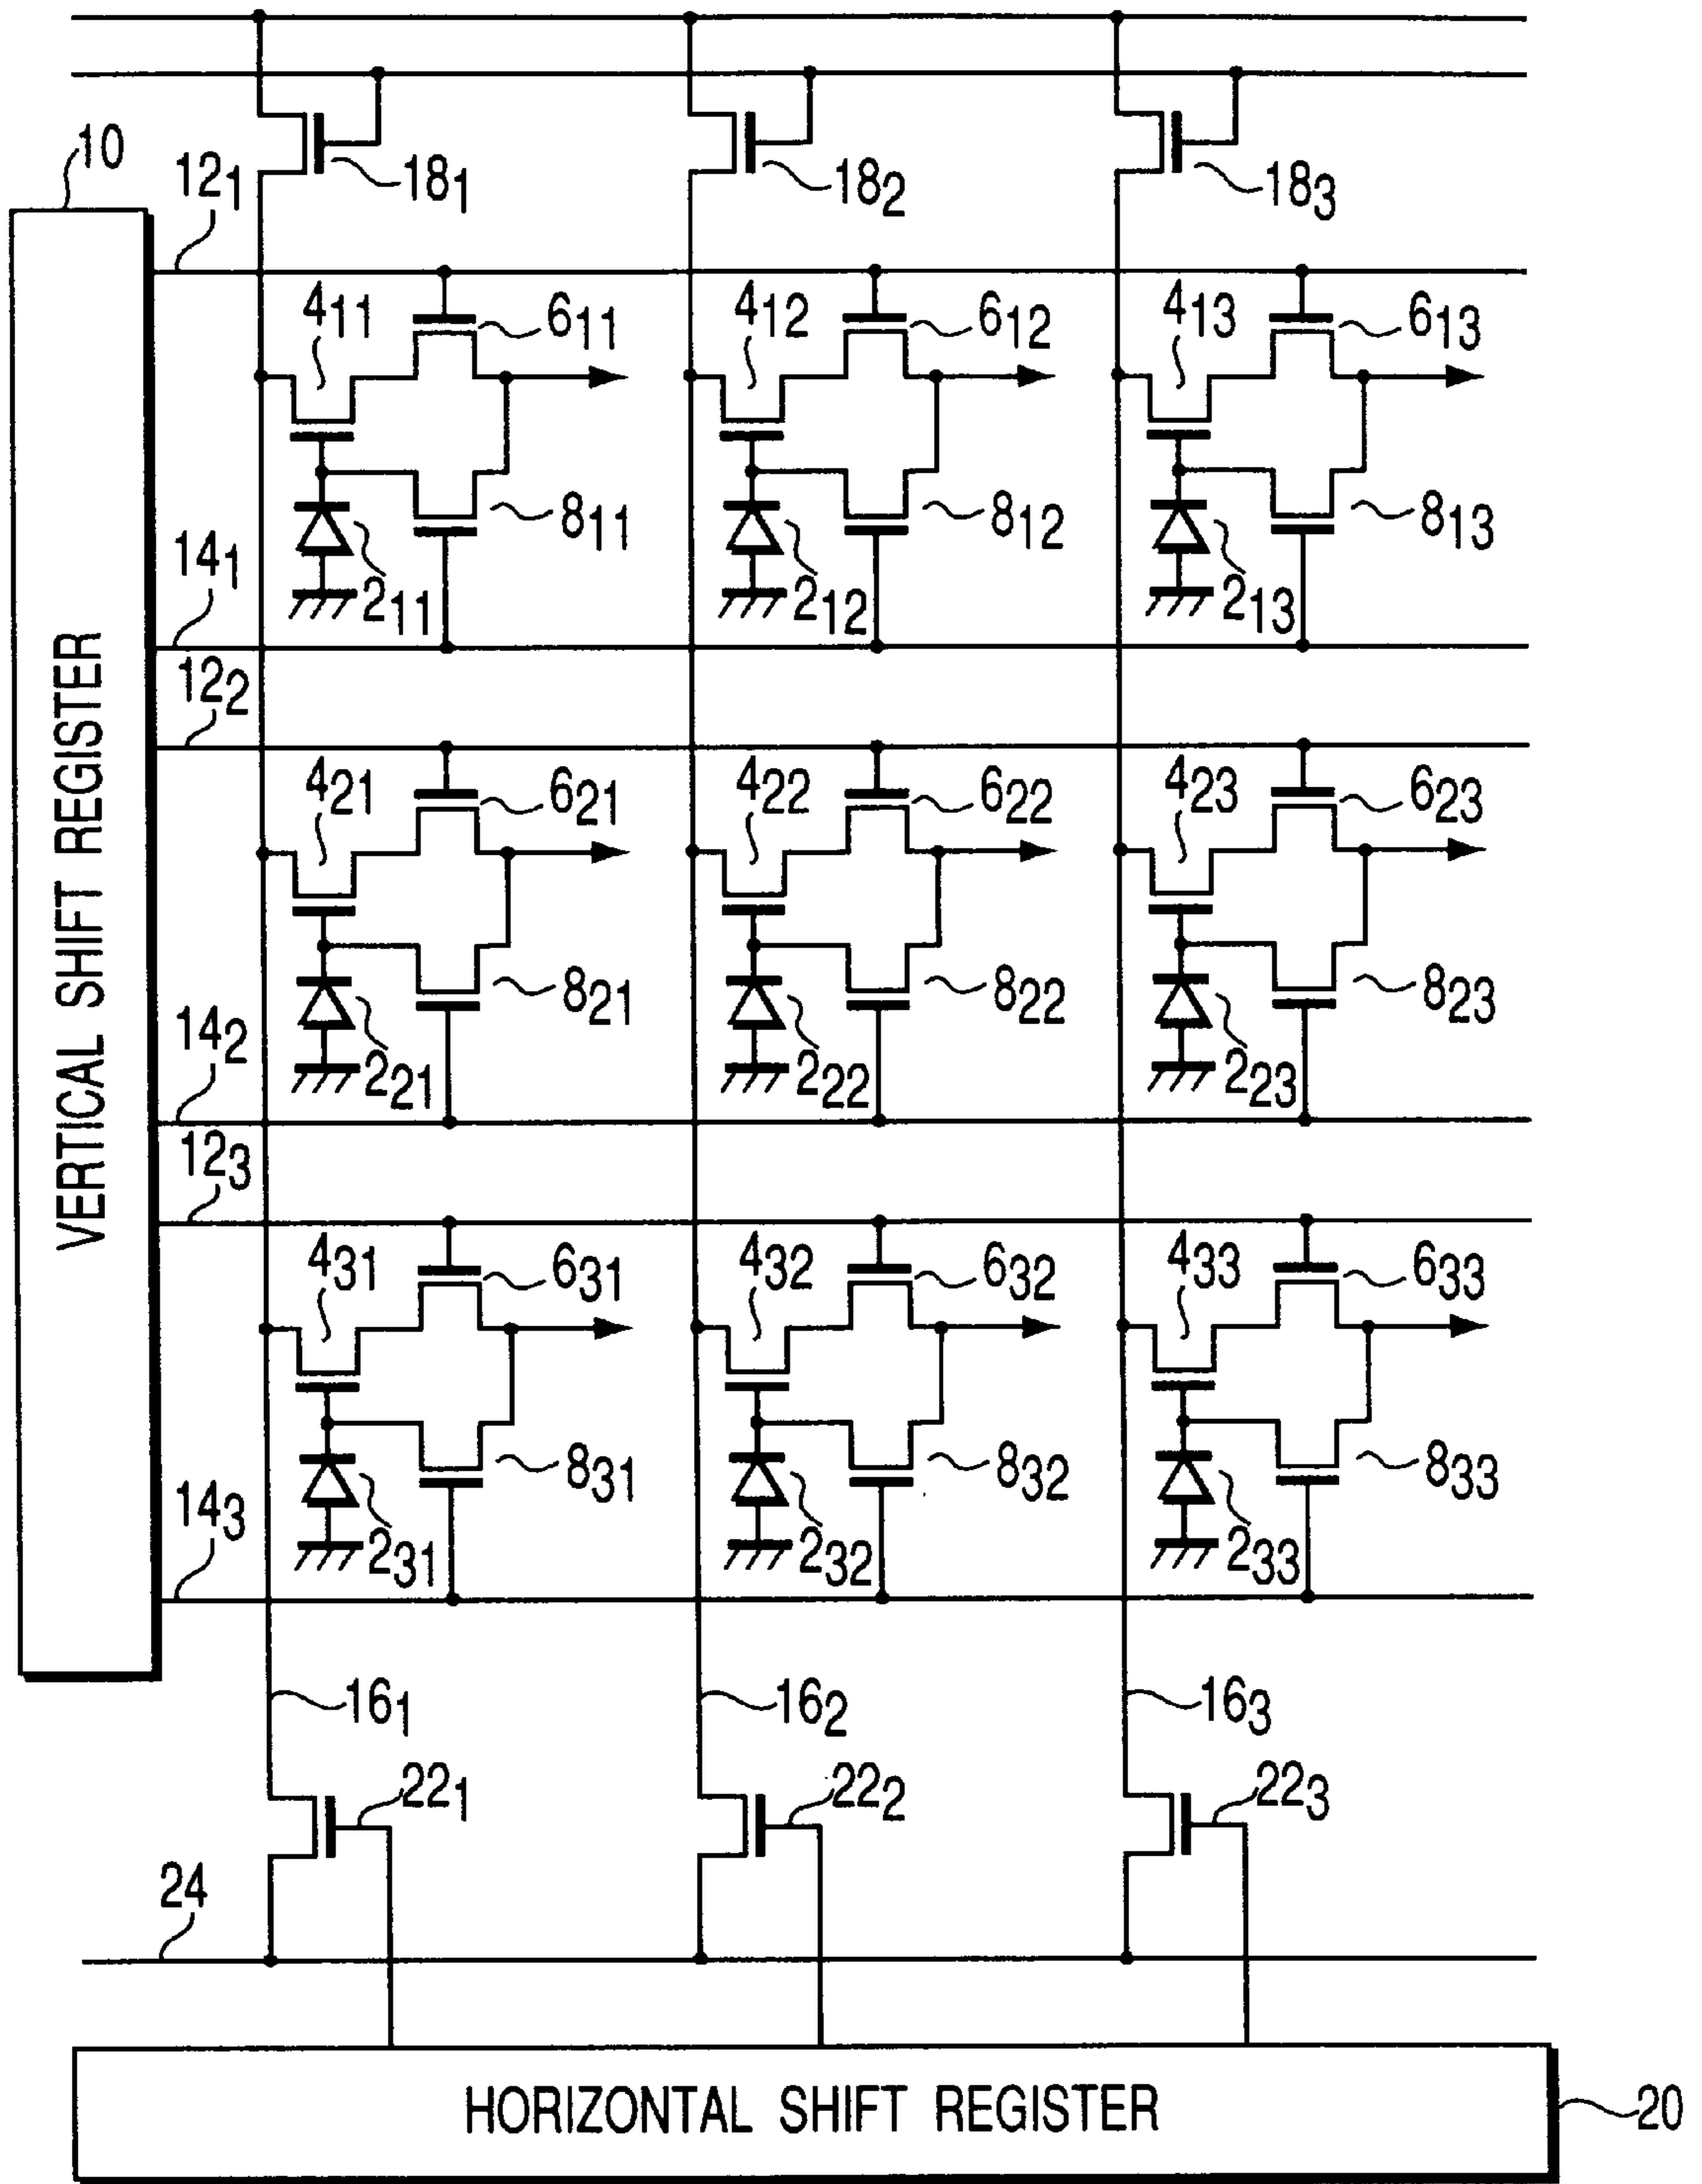 18₁ 18₂ 18₃
10 12₁
4₁₁ 6₁₁ 4₁₂ 6₁₂ 4₁₃ 6₁₃
8₁₁ 8₁₂ 8₁₃
14₁ 2₁₁ 2₁₂ 2₁₃
12₂
VERTICAL SHIFT REGISTER
4₂₁ 6₂₁ 4₂₂ 6₂₂ 4₂₃ 6₂₃
8₂₁ 8₂₂ 8₂₃
14₂ 2₂₁ 2₂₂ 2₂₃
12₃
4₃₁ 6₃₁ 4₃₂ 6₃₂ 4₃₃ 6₃₃
8₃₁ 8₃₂ 8₃₃
14₃ 2₃₁ 2₃₂ 2₃₃
16₁ 16₂ 16₃
22₁ 22₂ 22₃
24
HORIZONTAL SHIFT REGISTER 20